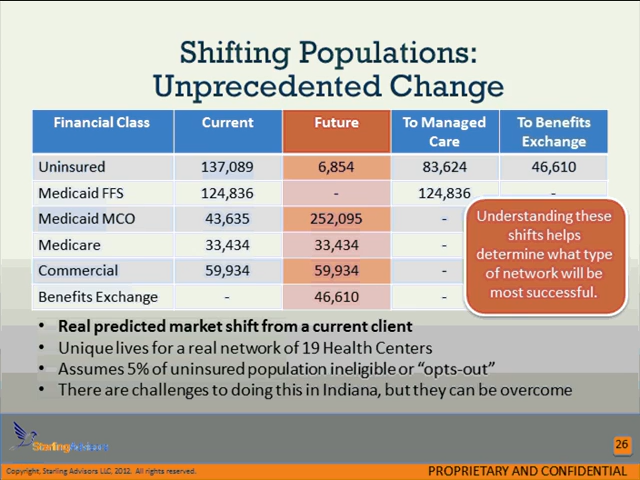 Shifting Populations:
Unprecedented Change
Financial Class Current Future To Managed Care To Benefits Exchange
Uninsured 137,089 6,854 83,624 46,610
Medicaid FFS 124,836 - 124,836 -
Medicaid MCO 43,635 252,095 -
Medicare 33,434 33,434 -
Commercial 59,934 59,934 -
Benefits Exchange - 46,610 -
Understanding these
shifts helps
determine what type
of network will be
most successful.
• Real predicted market shift from a current client
• Unique lives for a real network of 19 Health Centers
• Assumes 5% of uninsured population ineligible or “opts-out”
• There are challenges to doing this in Indiana, but they can be overcome
StarlingAdvisors
26
Copyright. Starling Advisors LLC, 2012. All rights reserved.
PROPRIETARY AND CONFIDENTIAL